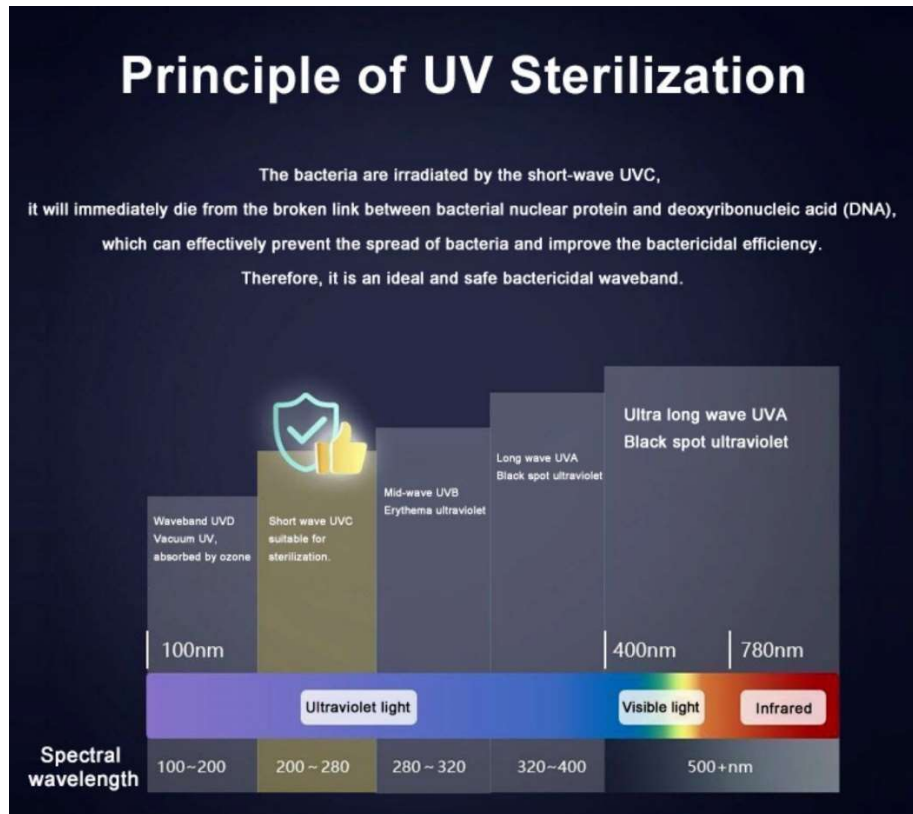 Principle of UV Sterilization
The bacteria are irradiated by the short-wave UVC,
it will immediately die from the broken link between bacterial nuclear protein and deoxyribonucleic acid (DNA),
which can effectively prevent the spread of bacteria and improve the bactericidal efficiency.
Therefore, it is an ideal and safe bactericidal waveband.
Waveband UVD
Vacuum UV,
absorbed by ozone
Short wave UVC
suitable for
sterilization.
Mid-wave UVB
Erythema ultraviolet
Long wave UVA
Black spot ultraviolet
Ultra long wave UVA
Black spot ultraviolet
100nm
400nm
780nm
Ultraviolet light
Visible light
Infrared
Spectral
wavelength
100~200
200~280
280~320
320~400
500+nm